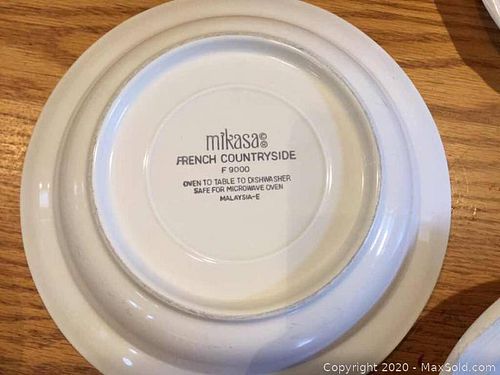 mikasa©®
FRENCH COUNTRYSIDE
F 9000
OVEN TO TABLE TO DISHWASHER
SAFE FOR MICROWAVE OVEN
MALAYSIA-E
Copyright © 2020 - MaxSold.com